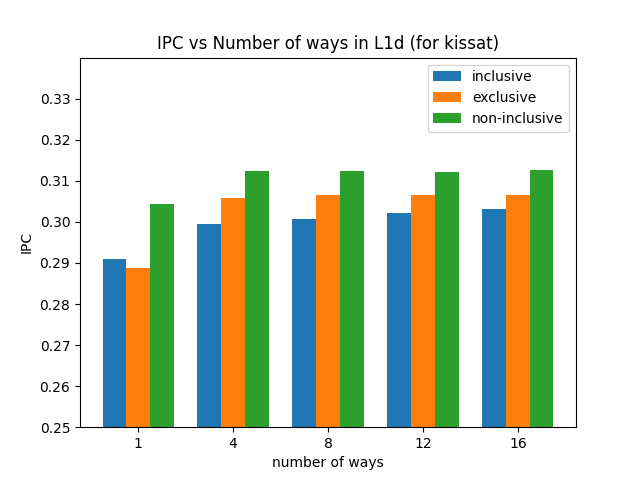 IPC vs Number of ways in L1d (for kissat)
inclusive
exclusive
non-inclusive
0.33
0.32
0.31
0.30
0.29
0.28
0.27
0.26
0.25
IPC
1 4 8 12 16
number of ways